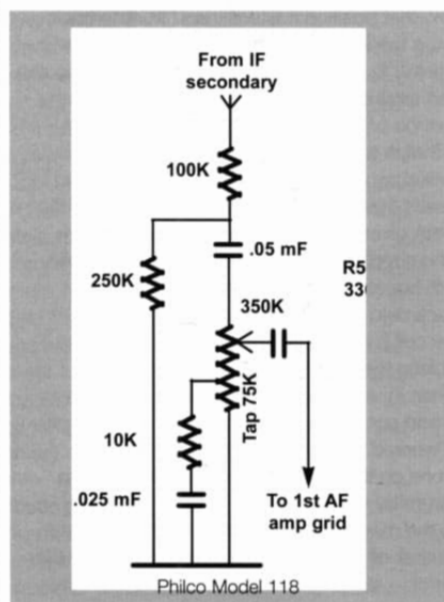 From IF
secondary
100K
.05 mF
250K
R5
350K
Tap 75K
10K
.025 mF
To 1st AF
amp grid
Philco Model 118